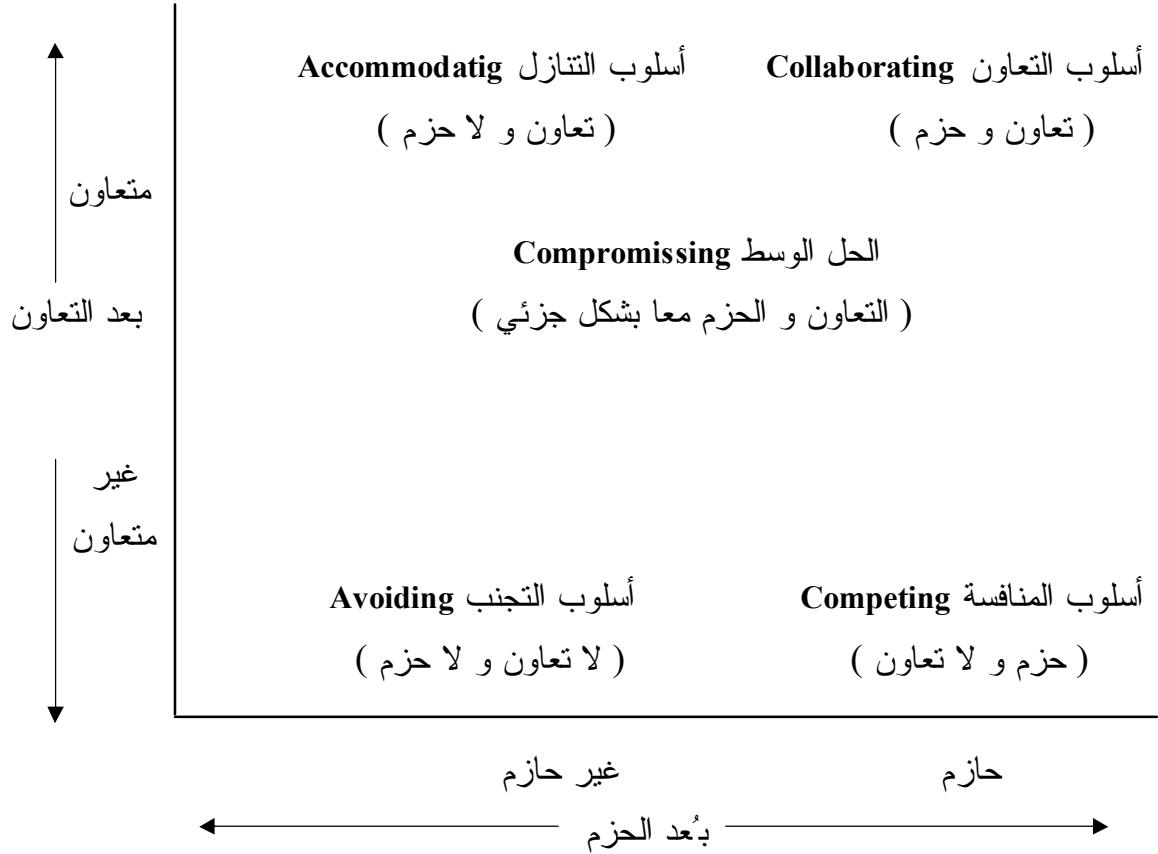 أسلوب التعاون Collaborating
أسلوب التنازل Accommodatig
( تعاون و حزم )
( تعاون و لا حزم )
متعاون
الحل الوسط Compromissing
( التعاون و الحزم معا بشكل جزئي )
بعد التعاون
غير
متعاون
أسلوب المنافسة Competing
أسلوب التجنب Avoiding
( حزم و لا تعاون )
( لا تعاون و لا حزم )
حازم
غير حازم
بُعد الحزم